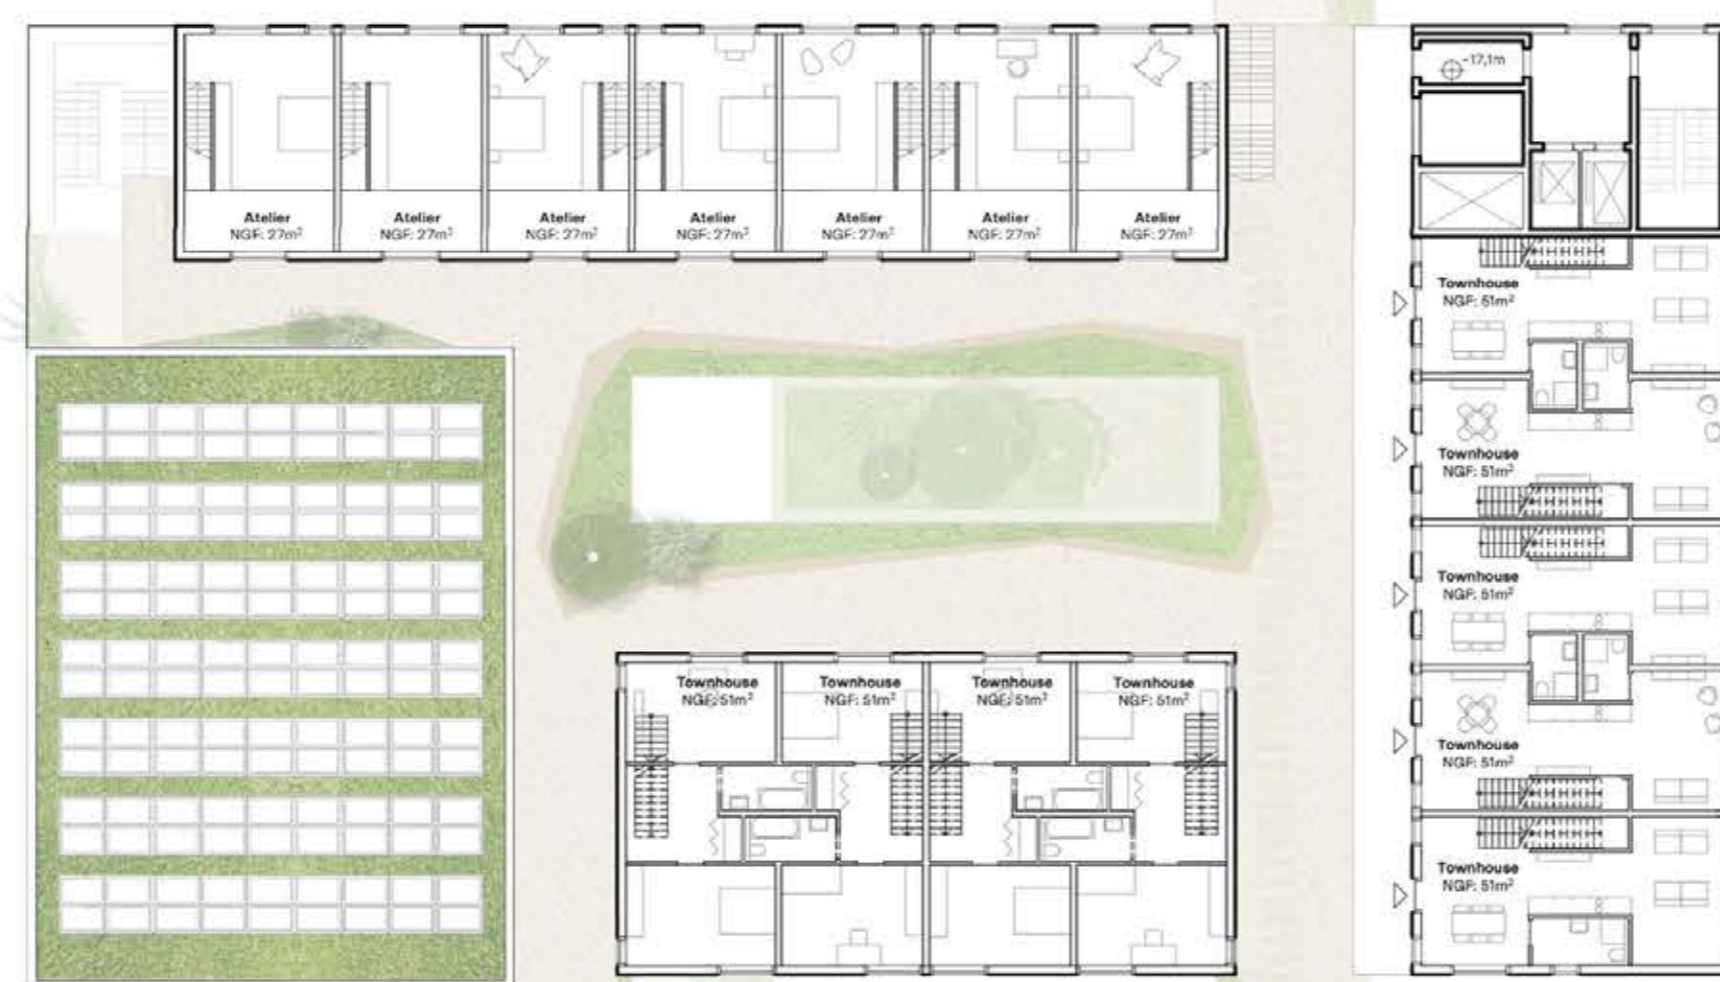 -17,1m
Atelier
NGF: 27m²
Atelier
NGF: 27m²
Atelier
NGF: 27m²
Atelier
NGF: 27m²
Atelier
NGF: 27m²
Atelier
NGF: 27m²
Atelier
NGF: 27m²
Townhouse
NGF: 51m²
Townhouse
NGF: 51m²
Townhouse
NGF: 51m²
Townhouse
NGF: 51m²
Townhouse
NGF: 51m²
Townhouse
NGF: 51m²
Townhouse
NGF: 51m²
Townhouse
NGF: 51m²
Townhouse
NGF: 51m²